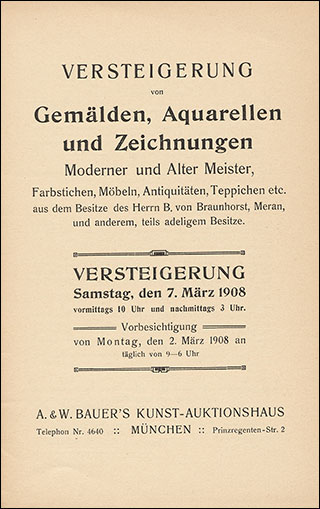 VERSTEIGERUNG
von
Gemälden, Aquarellen
und Zeichnungen
Moderner und Alter Meister,
Farbstichen, Möbeln, Antiquitäten, Teppichen etc.
aus dem Besitze des Herrn B. von Braunhorst, Meran,
und anderem, teils adeligem Besitze.
VERSTEIGERUNG
Samstag, den 7. März 1908
vormittags 10 Uhr und nachmittags 3 Uhr.
Vorbesichtigung
von Montag, den 2. März 1908 an
täglich von 9—6 Uhr
A. & W. BAUER'S KUNST-AUKTIONSHAUS
Telephon Nr. 4640 :: MÜNCHEN :: Prinzregenten-Str. 2